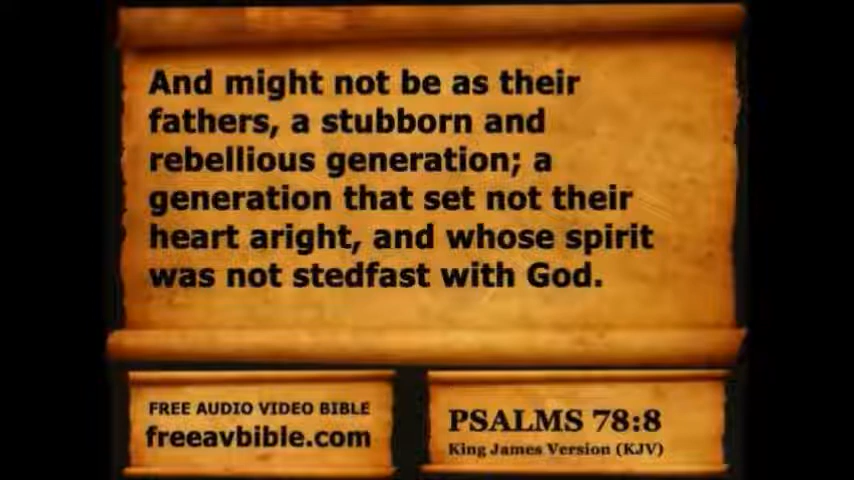 And might not be as their
fathers, a stubborn and
rebellious generation; a
generation that set not their
heart aright, and whose spirit
was not stedfast with God.
FREE AUDIO VIDEO BIBLE
freeavbible.com
PSALMS 78:8
King James Version (KJV)